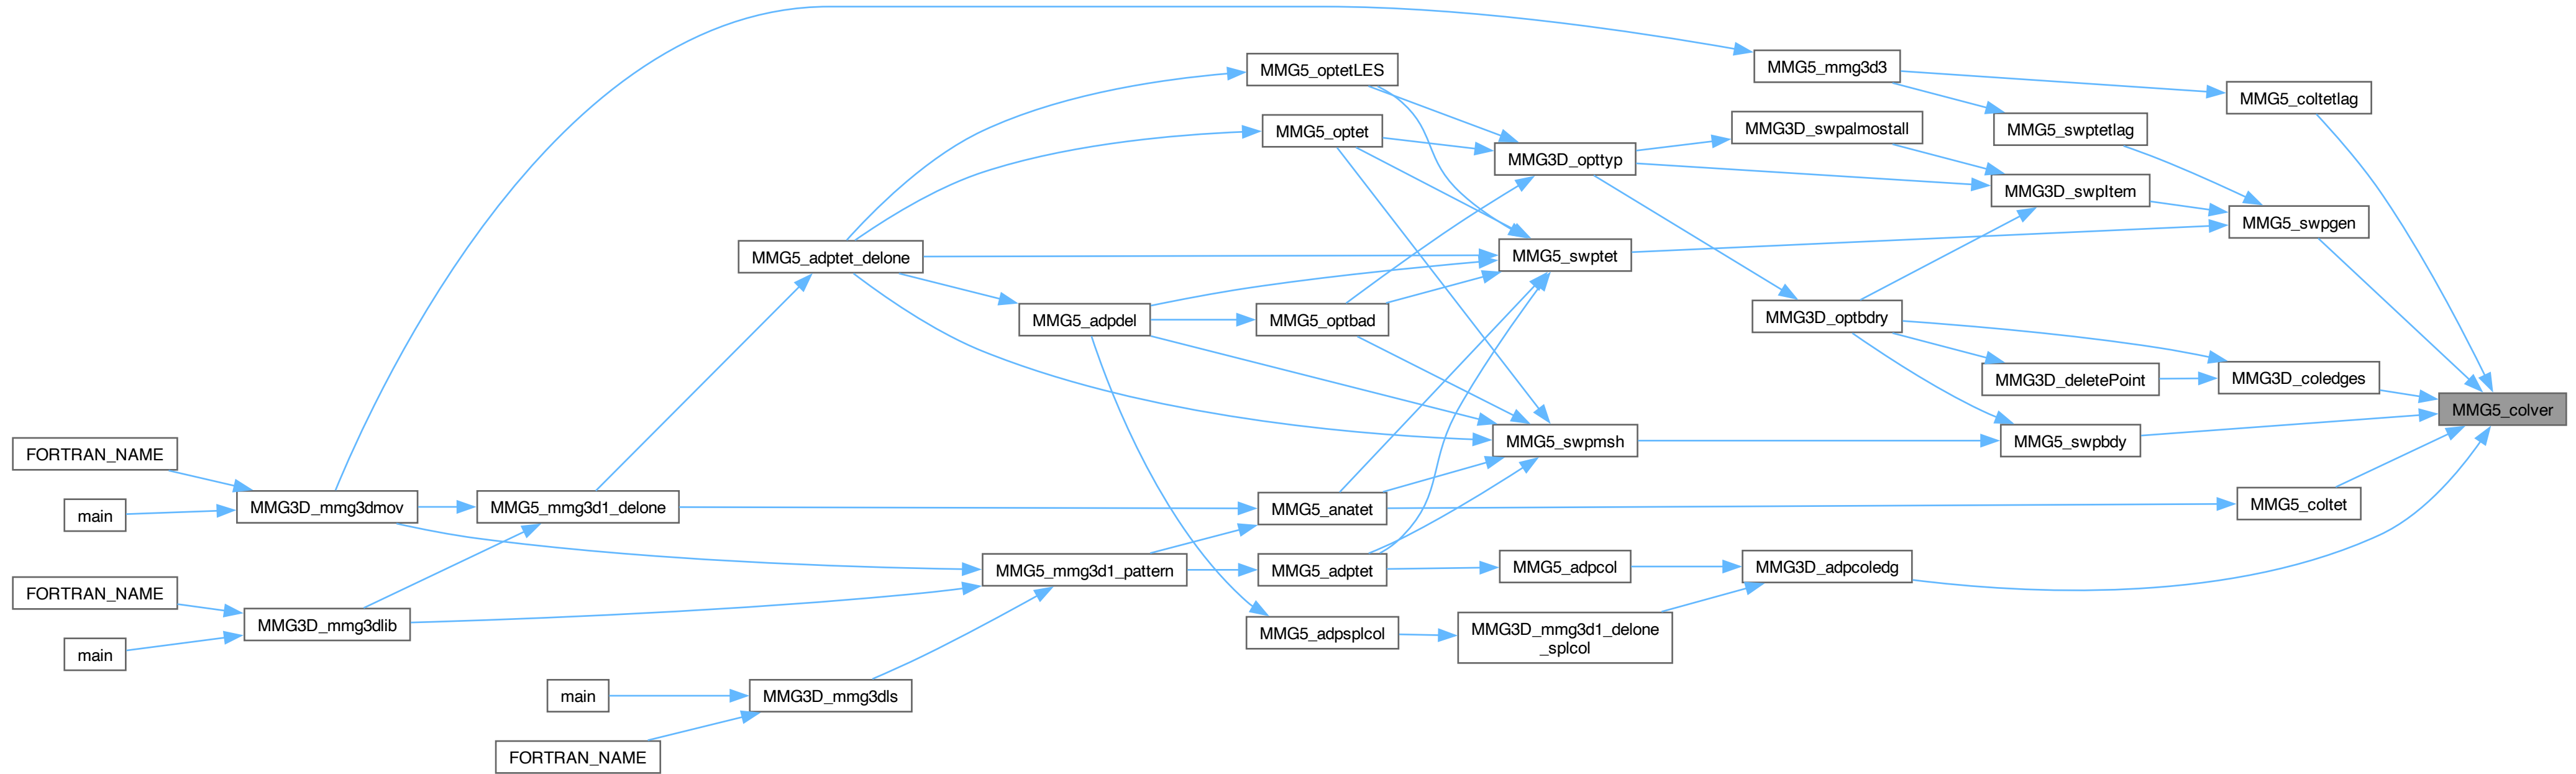 MMG5_optetLES
MMG5_mmg3d3
MMG5_coltetlag
MMG5_optet
MMG3D_swpalmostall
MMG5_swptetlag
MMG3D_opttyp
MMG3D_swpItem
MMG5_swpgen
MMG5_adptet_delone
MMG5_swptet
MMG5_adpdel
MMG5_optbad
MMG3D_optbdry
MMG3D_deletePoint
MMG3D_coledges
MMG5_colver
FORTRAN_NAME
MMG5_swpmsh
MMG5_swpbdy
main
MMG3D_mmg3dmov
MMG5_mmg3d1_delone
MMG5_anatet
MMG5_coltet
MMG5_mmg3d1_pattern
MMG5_adptet
MMG5_adpcol
MMG3D_adpcoledg
FORTRAN_NAME
MMG3D_mmg3dlib
MMG5_adpsplcol
MMG3D_mmg3d1_delone
_splcol
main
main
MMG3D_mmg3dls
FORTRAN_NAME